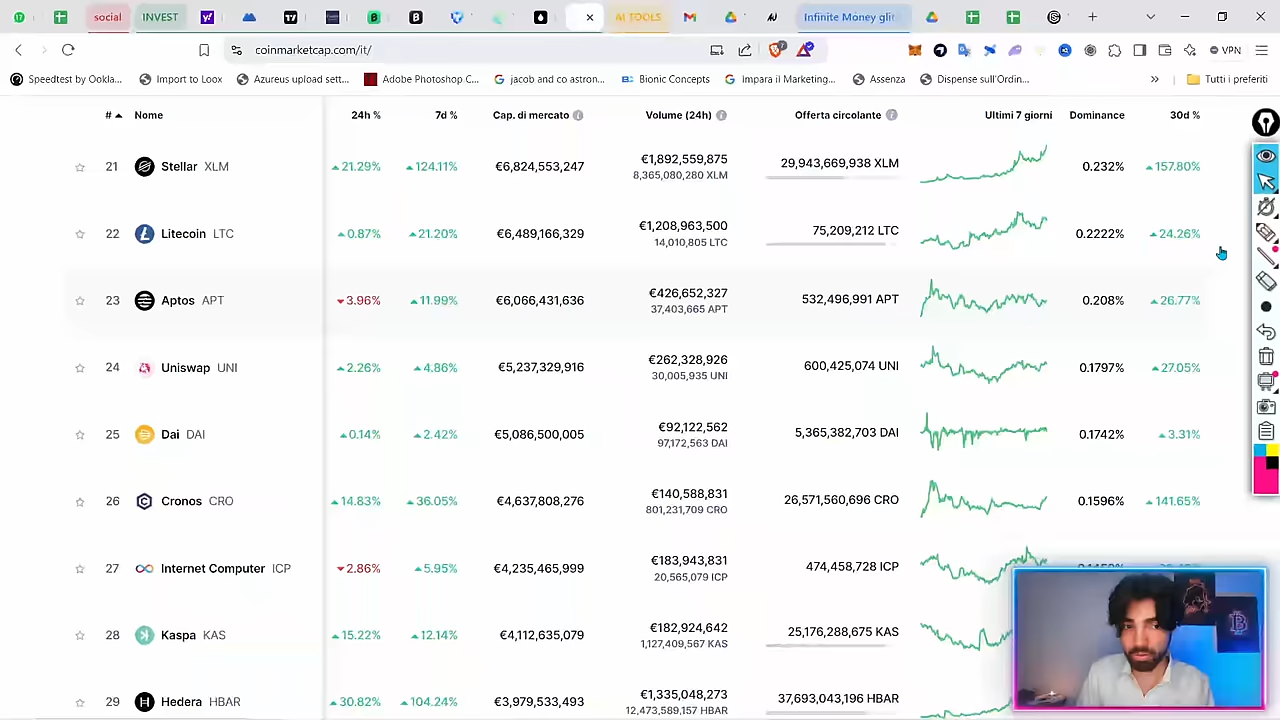 social
INVEST
AI TOOLS
Infinite Money glit
coinmarketcap.com/it/
VPN
Speedtest by Ookla...
Import to Loox
Azureus upload sett...
Adobe Photoshop C...
jacob and co astron...
Bionic Concepts
Impara il Marketing...
Assenza
Dispense sull'Ordin...
Tutti i preferiti
# Nome 24h % 7d % Cap. di mercato Volume (24h) Offerta circolante Ultimi 7 giorni Dominance 30d %
21 Stellar XLM 21.29% 124.11% €6,824,553,247 €1,892,559,875 29,943,669,938 XLM 0.232% 157.80%
8,365,080,280 XLM
22 Litecoin LTC 0.87% 21.20% €6,489,166,329 €1,208,963,500 75,209,212 LTC 0.2222% 24.26%
14,010,805 LTC
23 Aptos APT 3.96% 11.99% €6,066,431,636 €426,652,327 532,496,991 APT 0.208% 26.77%
37,403,665 APT
24 Uniswap UNI 2.26% 4.86% €5,237,329,916 €262,328,926 600,425,074 UNI 0.1797% 27.05%
30,005,935 UNI
25 Dai DAI 0.14% 2.42% €5,086,500,005 €92,122,562 5,365,382,703 DAI 0.1742% 3.31%
97,172,563 DAI
26 Cronos CRO 14.83% 36.05% €4,637,808,276 €140,588,831 26,571,560,696 CRO 0.1596% 141.65%
801,231,709 CRO
27 Internet Computer ICP 2.86% 5.95% €4,235,465,999 €183,943,831 474,458,728 ICP
20,565,079 ICP
28 Kaspa KAS 15.22% 12.14% €4,112,635,079 €182,924,642 25,176,288,675 KAS
1,127,409,567 KAS
29 Hedera HBAR 30.82% 104.24% €3,979,533,493 €1,335,048,273 37,693,043,196 HBAR
12,473,589,157 HBAR